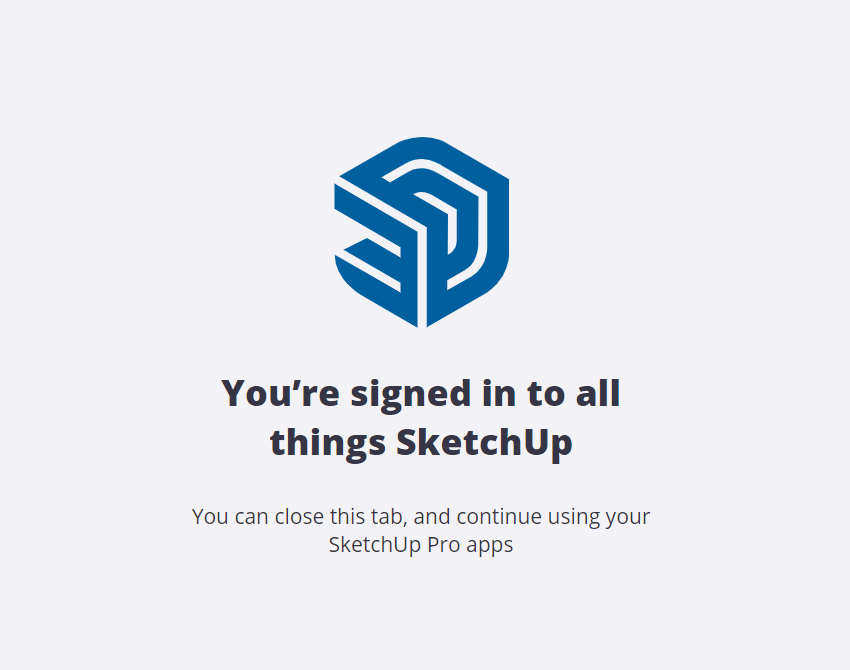 You’re signed in to all
things SketchUp
You can close this tab, and continue using your
SketchUp Pro apps